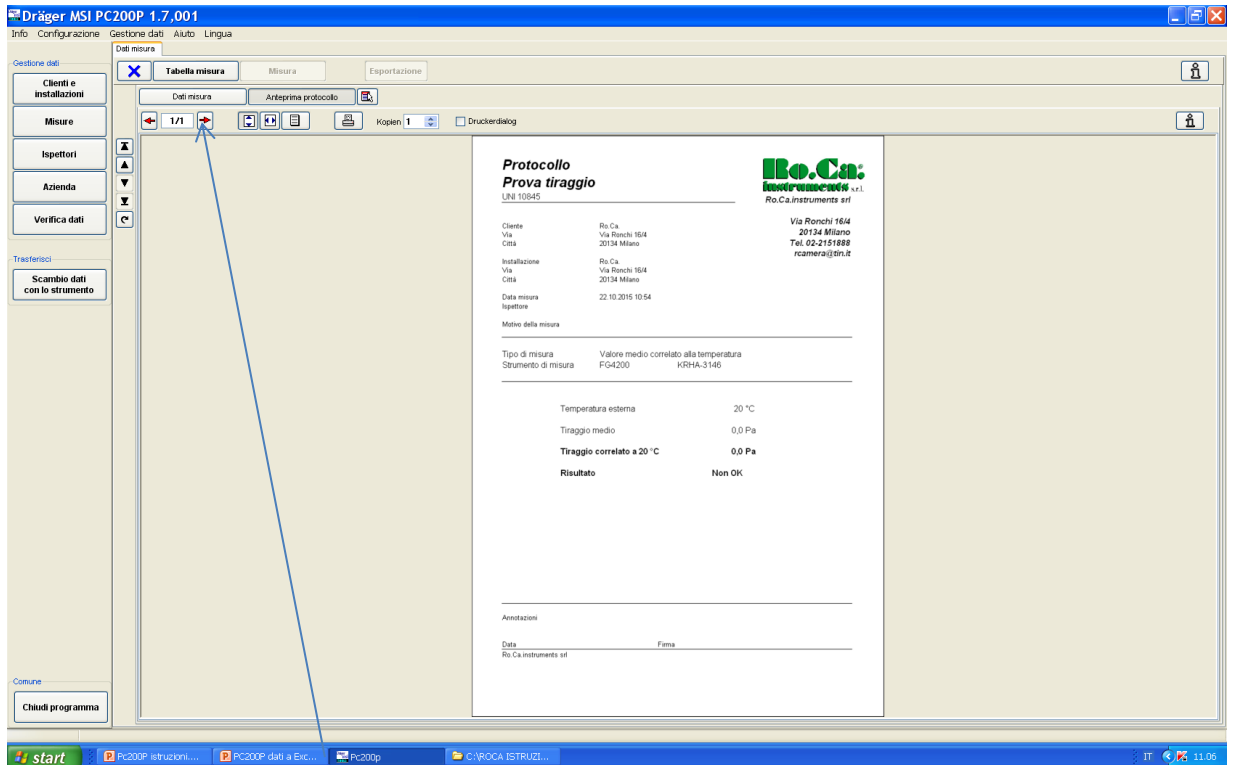 Dräger MSI PC200P 1.7,001
Info Configurazione Gestione dati Aiuto Lingua
Dati misura
Gestione dati
Clienti e
installazioni
Misure
Ispettori
Azienda
Verifica dati
Trasferisci
Scambio dati
con lo strumento
Comune
Chiudi programma
Tabella misura Misura Esportazione
Dati misura Anteprima protocollo
1/1 Kopien 1 Druckerdialog
Protocollo
Prova tiraggio
UNI 10845
Ro.Ca.
instruments s.r.l.
Ro.Ca.instruments srl
Via Ronchi 16/4
20134 Milano
Tel. 02-2151888
rcamera@tin.it
Cliente Ro.Ca.
Via Via Ronchi 16/4
Città 20134 Milano
Installazione Ro.Ca.
Via Via Ronchi 16/4
Città 20134 Milano
Data misura 22.10.2015 10:54
Ispettore
Motivo della misura
Tipo di misura Valore medio correlato alla temperatura
Strumento di misura FG4200 KRHA-3146
Temperatura esterna 20 °C
Tiraggio medio 0,0 Pa
Tiraggio correlato a 20 °C 0,0 Pa
Risultato Non OK
Annotazioni
Data Firma
Ro.Ca.instruments srl
start PC200P istruzioni.... PC200P dati a Exc... Pc200p C:\ROCA ISTRUZI... IT 11.06